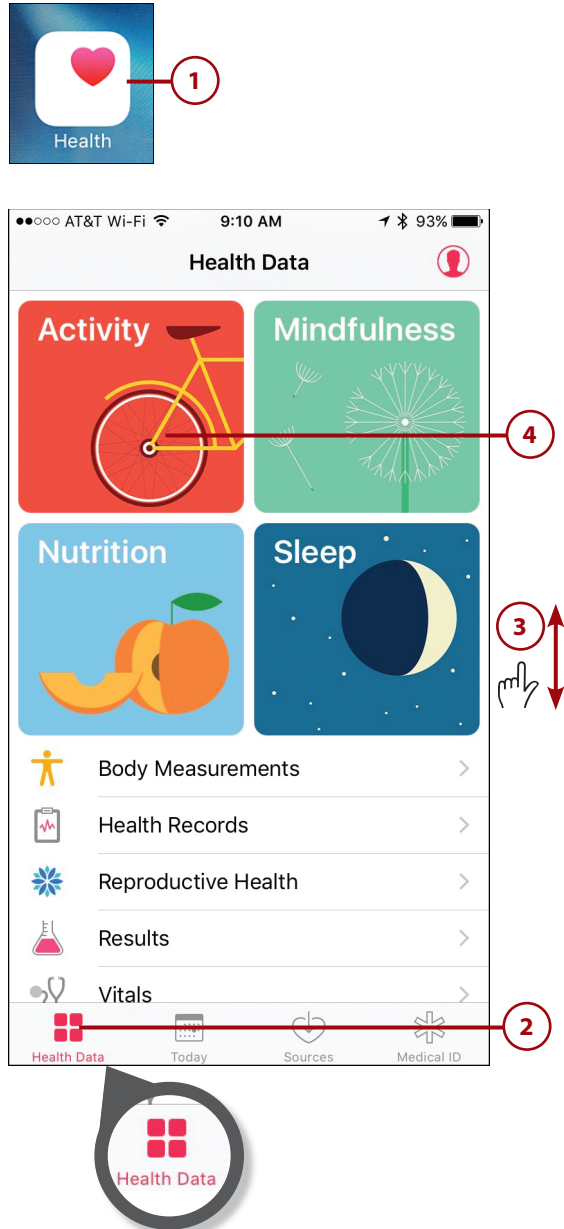 Health
1
●●○○○ AT&T Wi-Fi 9:10 AM 93%
Health Data
Activity
Mindfulness
4
Nutrition
Sleep
3
Body Measurements
Health Records
Reproductive Health
Results
Vitals
2
Health Data Today Sources Medical ID
Health Data